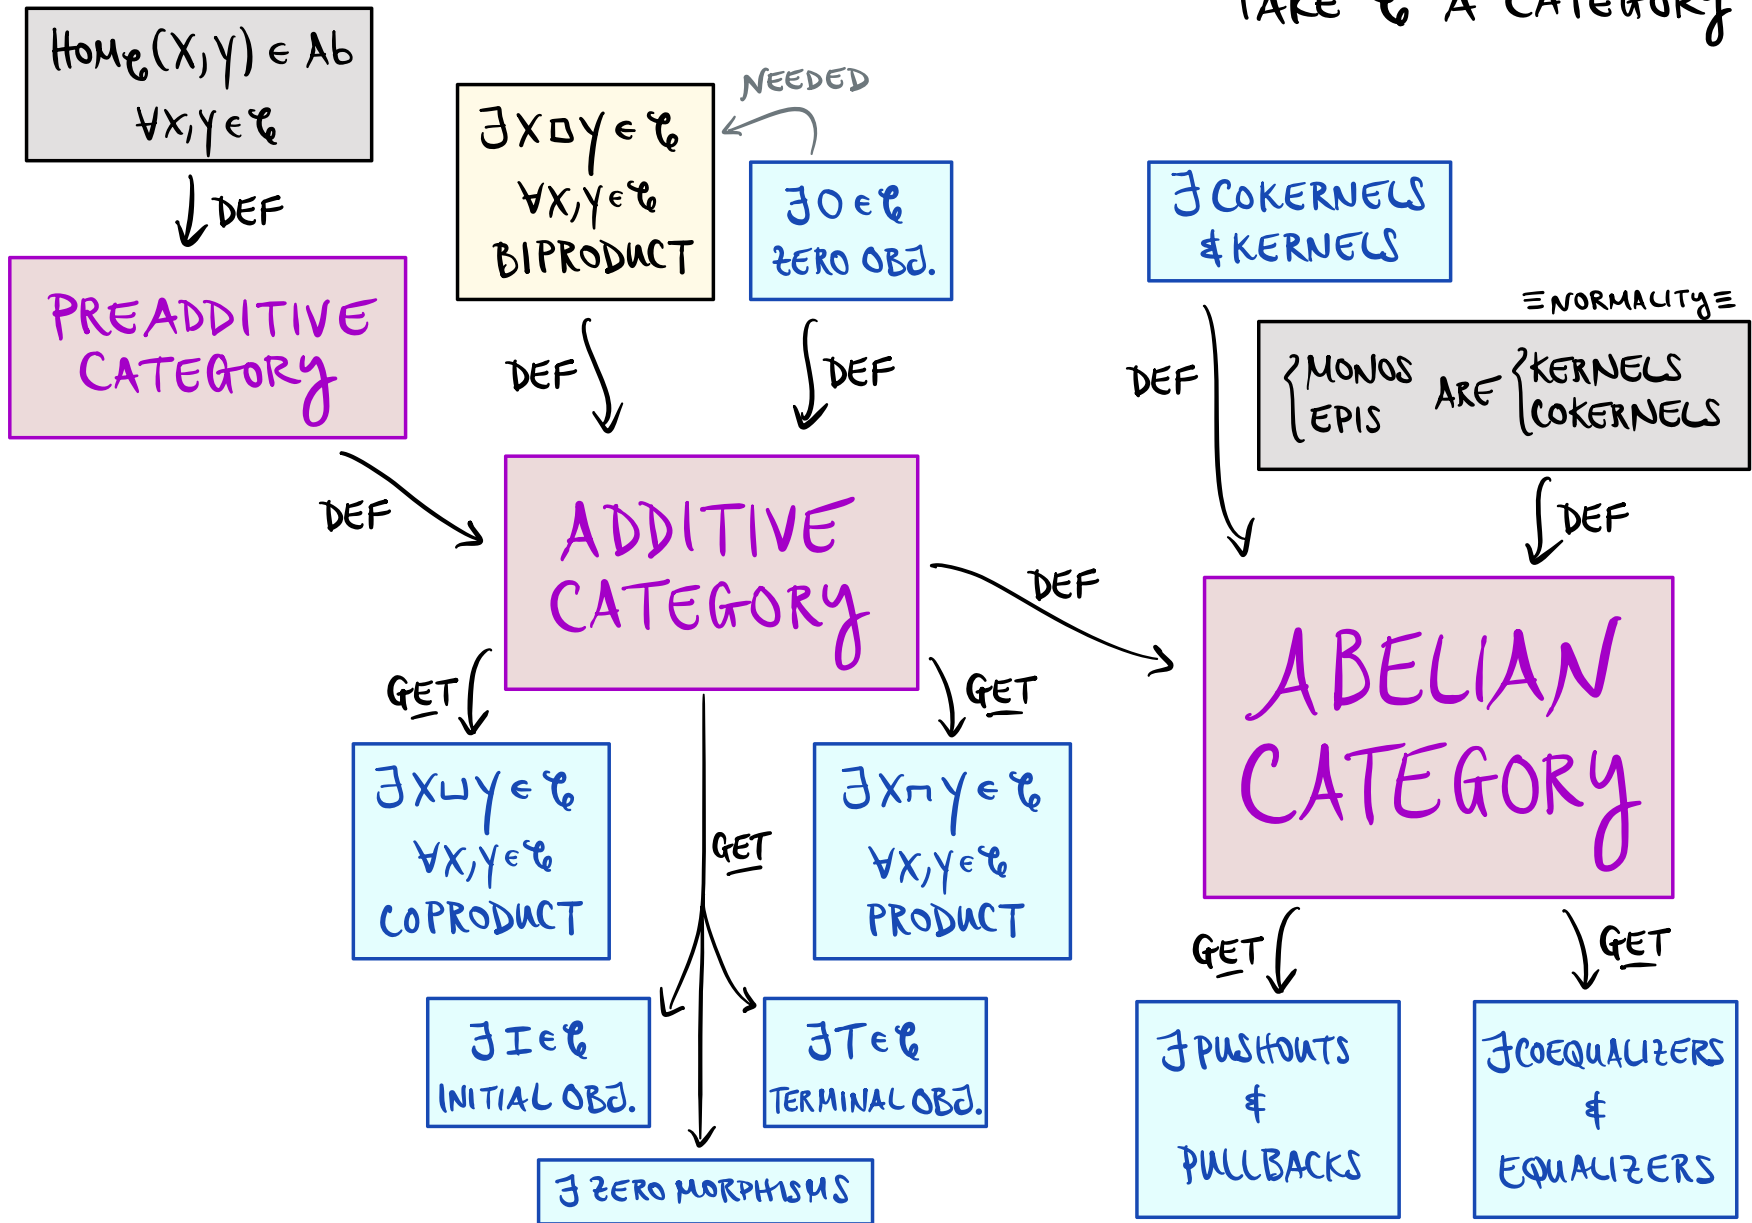 TAKE 𝒞 A CATEGORY
Hom𝒞(X,Y) ∈ Ab
∀X,Y ∈ 𝒞
DEF
PREADDITIVE
CATEGORY
DEF
NEEDED
∃ X □ Y ∈ 𝒞
∀X,Y ∈ 𝒞
BIPRODUCT
∃ O ∈ 𝒞
ZERO OBJ.
DEF
DEF
ADDITIVE
CATEGORY
DEF
∃ COKERNELS
& KERNELS
DEF
≡ NORMALITY ≡
{ MONOS ARE { KERNELS
EPIS COKERNELS
DEF
ABELIAN
CATEGORY
GET
∃ X ⊔ Y ∈ 𝒞
∀X,Y ∈ 𝒞
COPRODUCT
GET
∃ X ⊓ Y ∈ 𝒞
∀X,Y ∈ 𝒞
PRODUCT
GET
∃ I ∈ 𝒞
INITIAL OBJ.
∃ T ∈ 𝒞
TERMINAL OBJ.
∃ ZERO MORPHISMS
GET
∃ PUSHOUTS
&
PULLBACKS
GET
∃ COEQUALIZERS
&
EQUALIZERS